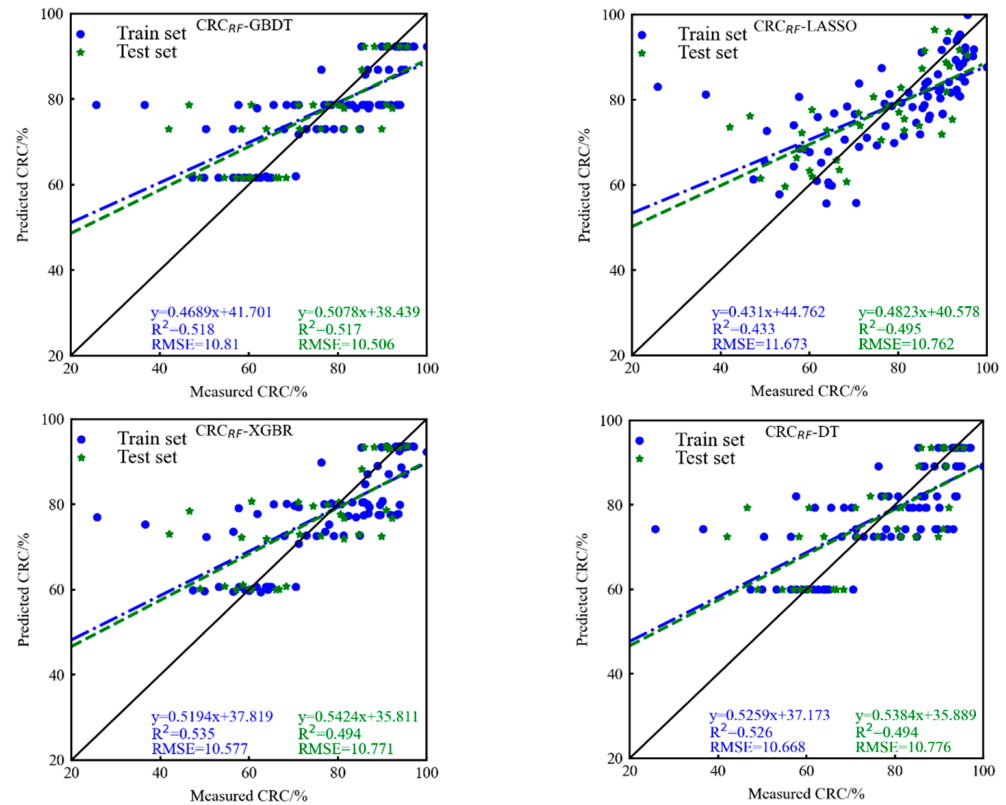 CRC_RF-GBDT
Train set
Test set
100
80
60
40
20
Predicted CRC/%
y=0.4689x+41.701
R²=0.518
RMSE=10.81
y=0.5078x+38.439
R²=0.517
RMSE=10.506
20 40 60 80 100
Measured CRC/%
CRC_RF-LASSO
Train set
Test set
100
80
60
40
20
Predicted CRC/%
y=0.431x+44.762
R²=0.433
RMSE=11.673
y=0.4823x+40.578
R²=0.495
RMSE=10.762
20 40 60 80 100
Measured CRC/%
CRC_RF-XGBR
Train set
Test set
100
80
60
40
20
Predicted CRC/%
y=0.5194x+37.819
R²=0.535
RMSE=10.577
y=0.5424x+35.811
R²=0.494
RMSE=10.771
20 40 60 80 100
Measured CRC/%
CRC_RF-DT
Train set
Test set
100
80
60
40
20
Predicted CRC/%
y=0.5259x+37.173
R²=0.526
RMSE=10.668
y=0.5384x+35.889
R²=0.494
RMSE=10.776
20 40 60 80 100
Measured CRC/%